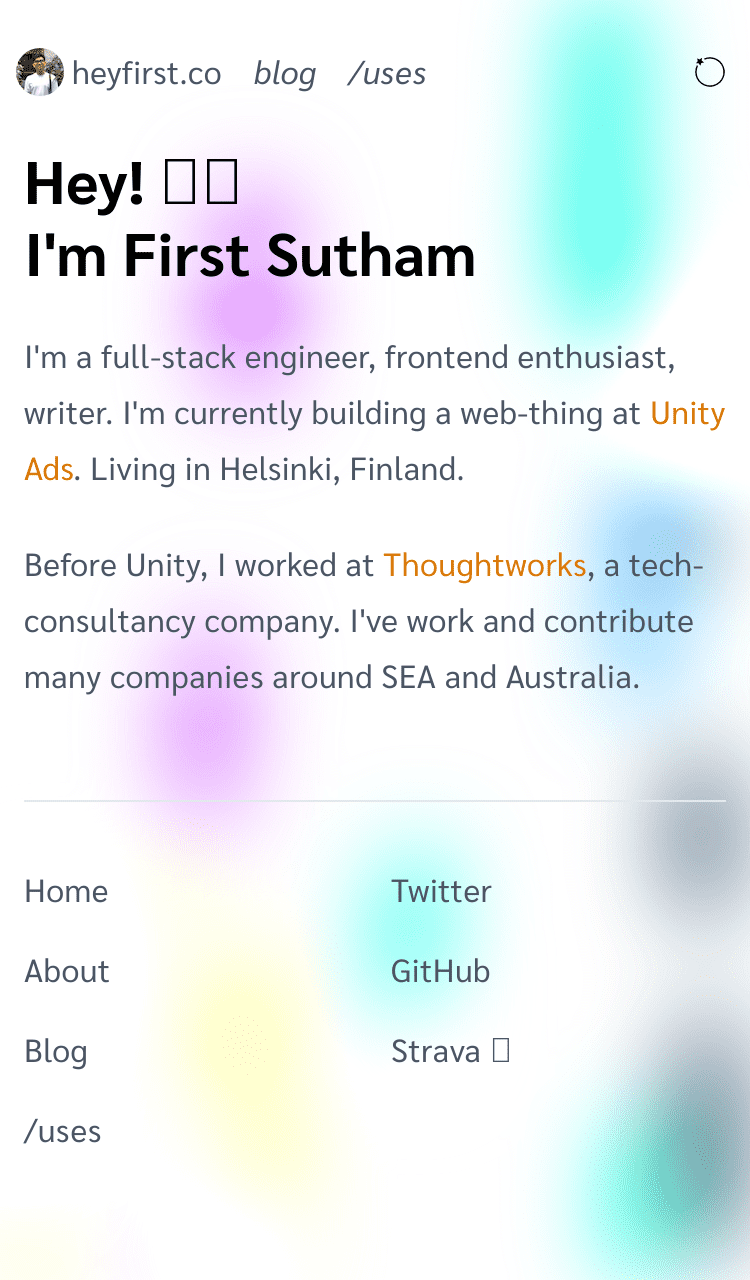 heyfirst.co blog /uses
Hey!
I'm First Sutham
I'm a full-stack engineer, frontend enthusiast,
writer. I'm currently building a web-thing at Unity
Ads. Living in Helsinki, Finland.
Before Unity, I worked at Thoughtworks, a tech-
consultancy company. I've work and contribute
many companies around SEA and Australia.
Home
About
Blog
/uses
Twitter
GitHub
Strava